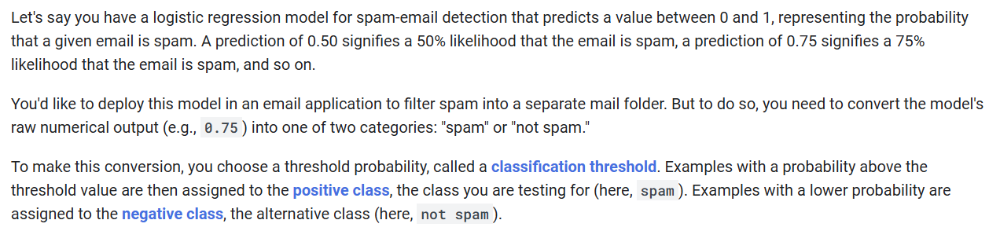 Let's say you have a logistic regression model for spam-email detection that predicts a value between 0 and 1, representing the probability
that a given email is spam. A prediction of 0.50 signifies a 50% likelihood that the email is spam, a prediction of 0.75 signifies a 75%
likelihood that the email is spam, and so on.
You'd like to deploy this model in an email application to filter spam into a separate mail folder. But to do so, you need to convert the model's
raw numerical output (e.g., 0.75) into one of two categories: "spam" or "not spam."
To make this conversion, you choose a threshold probability, called a classification threshold. Examples with a probability above the
threshold value are then assigned to the positive class, the class you are testing for (here, spam). Examples with a lower probability are
assigned to the negative class, the alternative class (here, not spam).